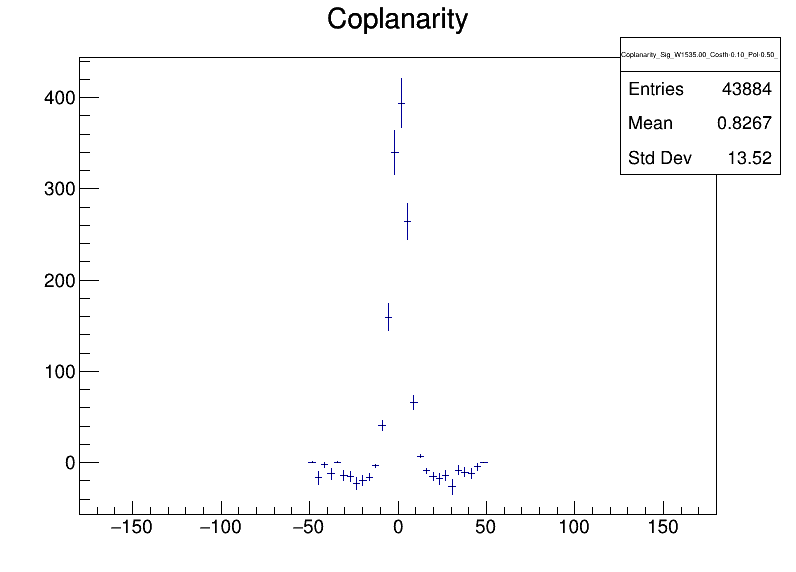 Coplanarity
Coplanarity_Sig_W1535.00_Costh-0.10_Pol-0.50_
Entries 43884
Mean 0.8267
Std Dev 13.52
400
300
200
100
0
−150 −100 −50 0 50 100 150